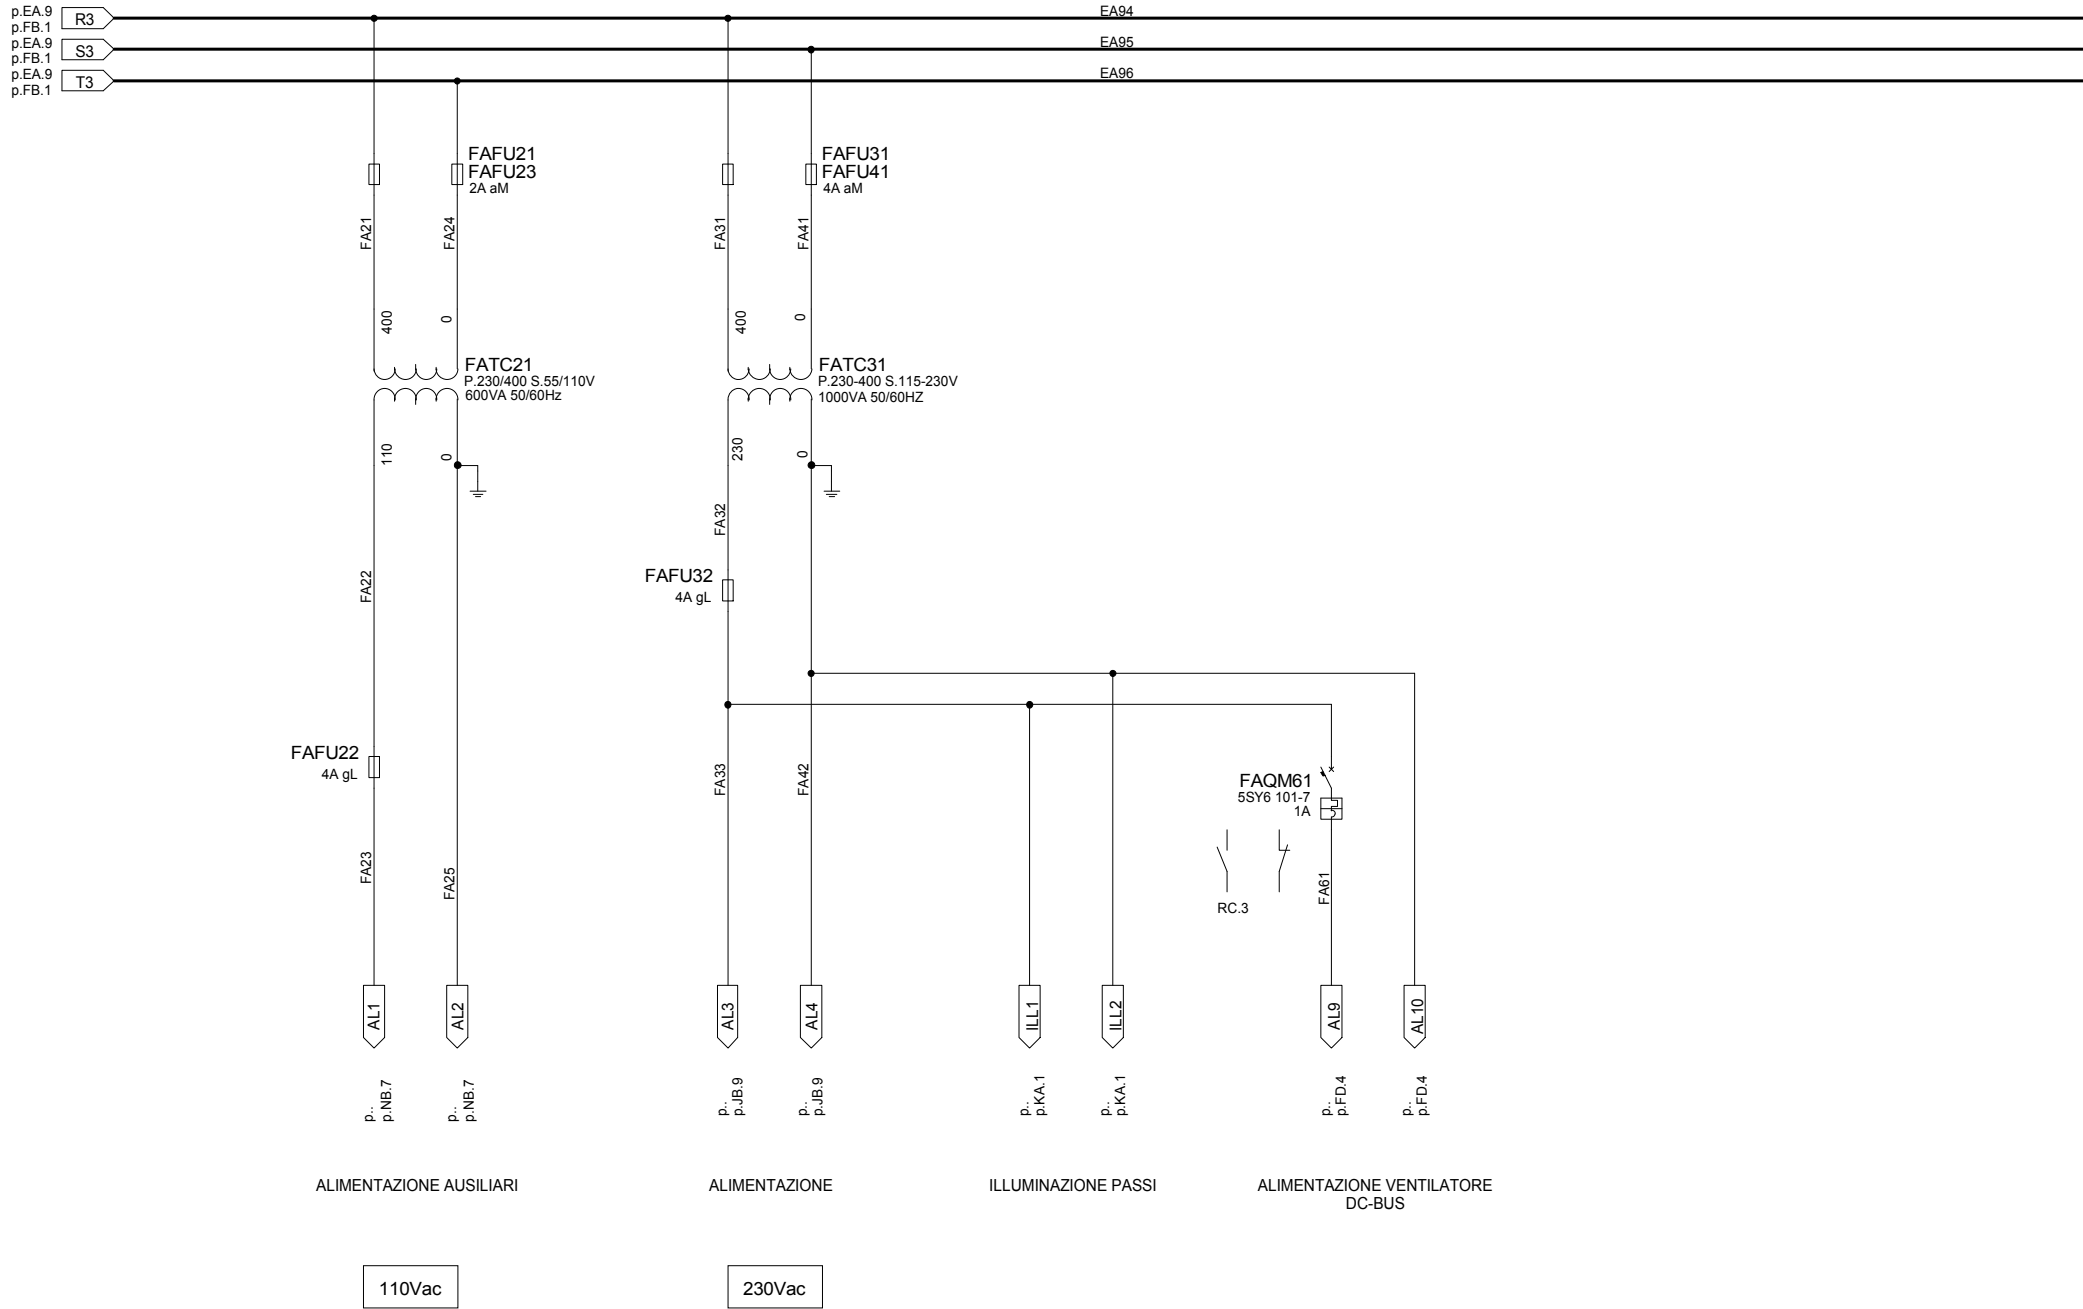 p.EA.9
p.FB.1
R3
EA94
p.EA.9
p.FB.1
S3
EA95
p.EA.9
p.FB.1
T3
EA96
FAFU21
FAFU23
2A aM
FAFU31
FAFU41
4A aM
FA21
FA24
FA31
FA41
400
0
400
0
FATC21
P.230/400 S.55/110V
600VA 50/60Hz
FATC31
P.230-400 S.115-230V
1000VA 50/60HZ
110
0
230
0
FA32
FA22
FAFU32
4A gL
FAFU22
4A gL
FA33
FA42
FAQM61
5SY6 101-7
1A
FA23
FA25
RC.3
FA61
AL1
AL2
AL3
AL4
ILL1
ILL2
AL9
AL10
p..
p.NB.7
p..
p.NB.7
p..
p.JB.9
p..
p.JB.9
p..
p.KA.1
p..
p.KA.1
p..
p.FD.4
p..
p.FD.4
ALIMENTAZIONE AUSILIARI
ALIMENTAZIONE
ILLUMINAZIONE PASSI
ALIMENTAZIONE VENTILATORE
DC-BUS
110Vac
230Vac